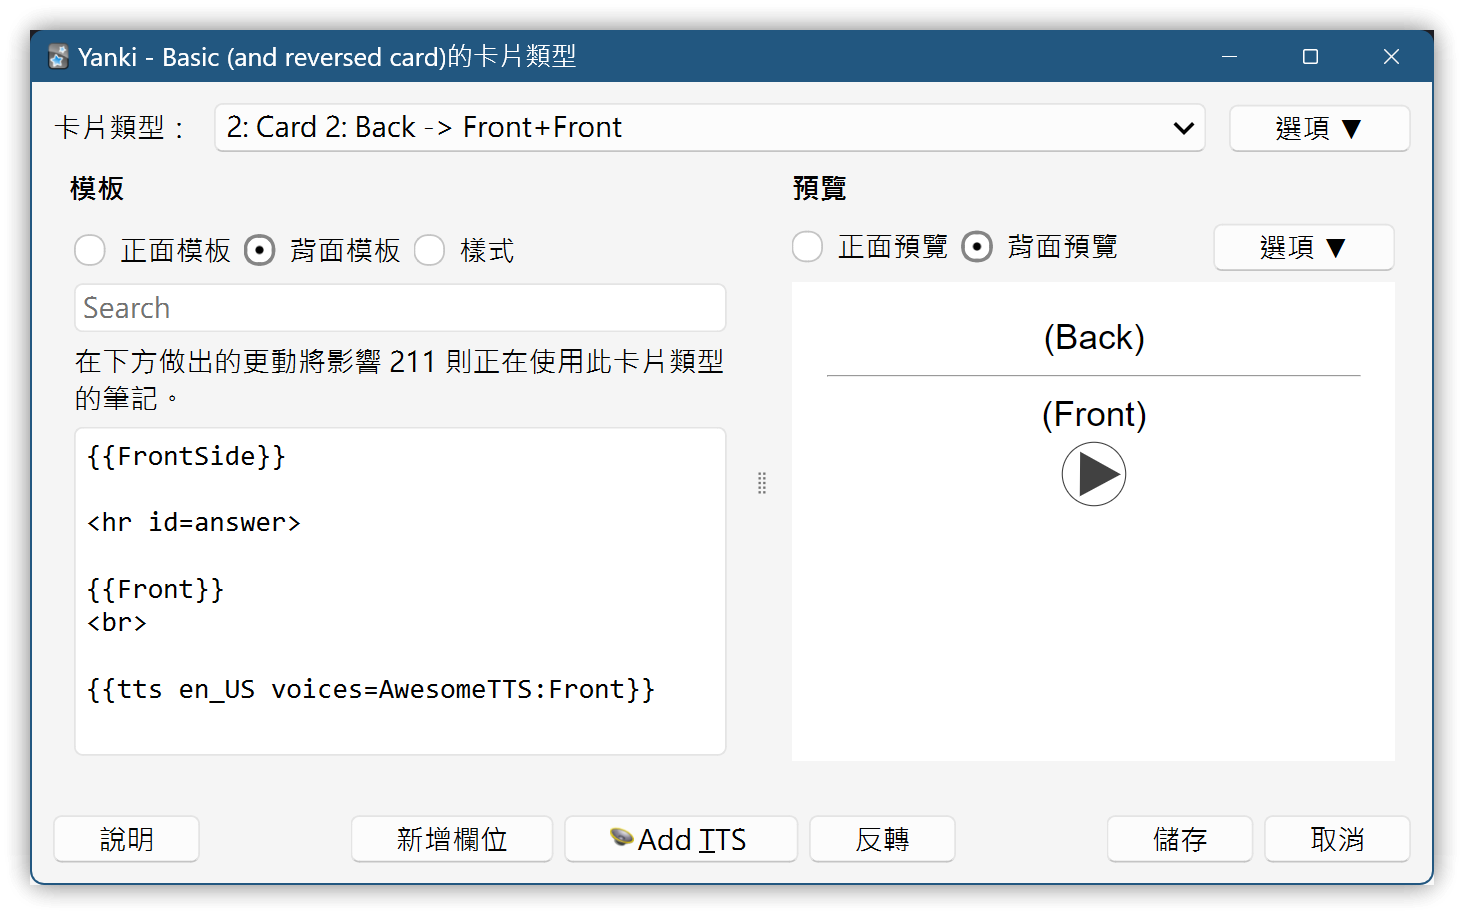 Yanki - Basic (and reversed card)的卡片類型
卡片類型：
2: Card 2: Back -> Front+Front
選項 ▼
模板
預覽
正面模板
背面模板
樣式
正面預覽
背面預覽
選項 ▼
Search
在下方做出的更動將影響 211 則正在使用此卡片類型
的筆記。
{{FrontSide}}
<hr id=answer>
{{Front}}
<br>
{{tts en_US voices=AwesomeTTS:Front}}
(Back)
(Front)
說明
新增欄位
Add TTS
反轉
儲存
取消